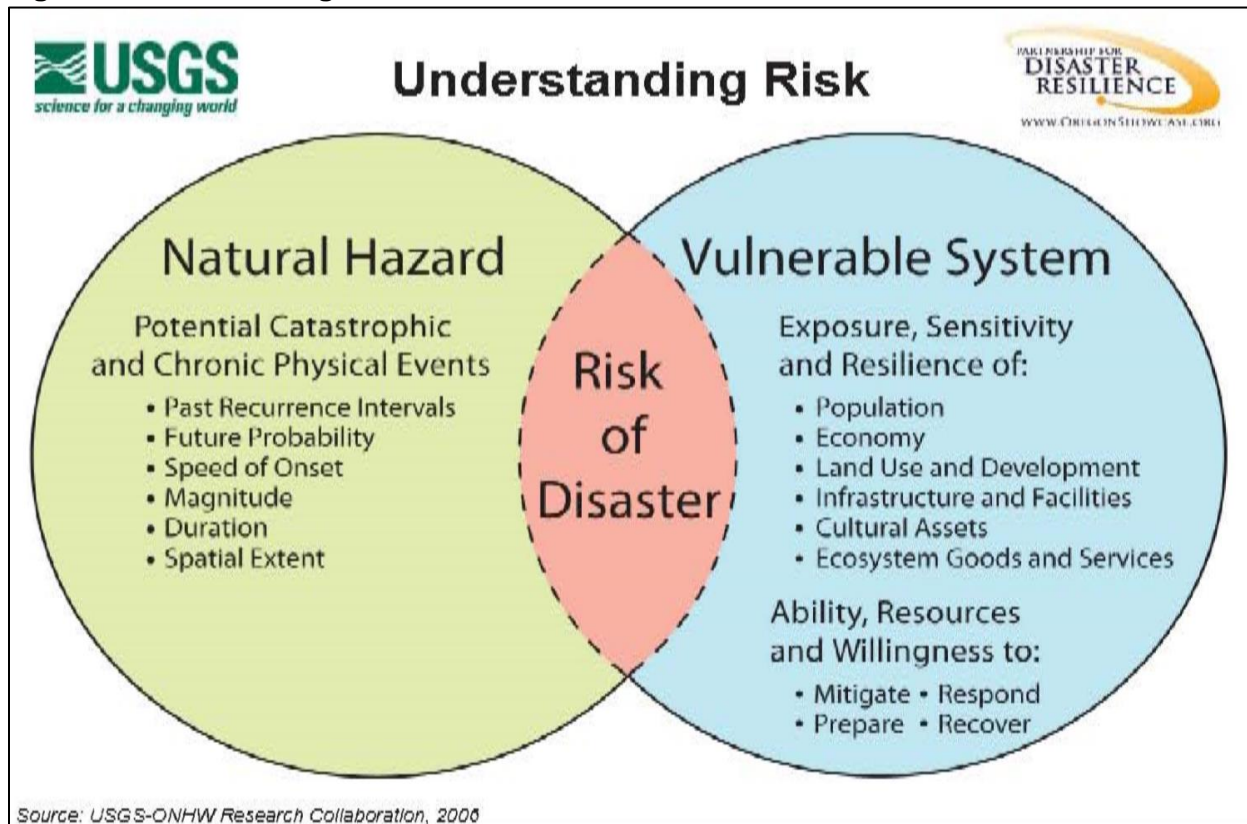 USGS
science for a changing world
Understanding Risk
PARTNERSHIP FOR
DISASTER
RESILIENCE
WWW.OREGONSHOWCASE.ORG
Natural Hazard
Potential Catastrophic
and Chronic Physical Events
• Past Recurrence Intervals
• Future Probability
• Speed of Onset
• Magnitude
• Duration
• Spatial Extent
Risk
of
Disaster
Vulnerable System
Exposure, Sensitivity
and Resilience of:
• Population
• Economy
• Land Use and Development
• Infrastructure and Facilities
• Cultural Assets
• Ecosystem Goods and Services
Ability, Resources
and Willingness to:
• Mitigate • Respond
• Prepare • Recover
Source: USGS-ONHW Research Collaboration, 2006